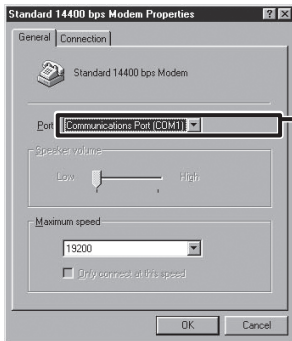 Standard 14400 bps Modem Properties
General Connection
Standard 14400 bps Modem
Port Communications Port (COM1)
Speaker volume
Low High
Maximum speed
19200
Only connect at this speed
OK Cancel